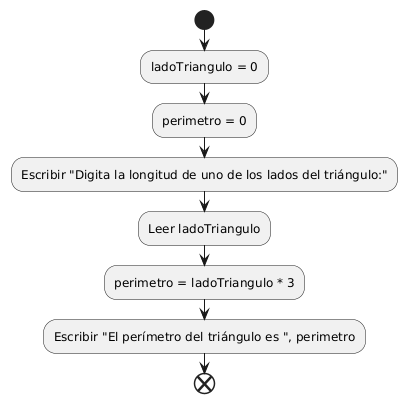 ladoTriangulo = 0
perimetro = 0
Escribir "Digita la longitud de uno de los lados del triángulo:"
Leer ladoTriangulo
perimetro = ladoTriangulo * 3
Escribir "El perímetro del triángulo es ", perimetro